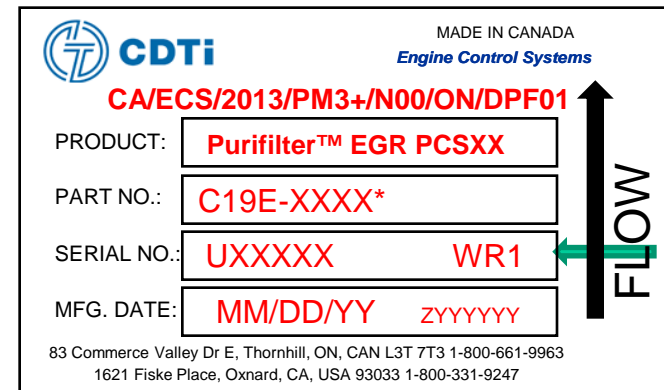 CDTi
MADE IN CANADA
Engine Control Systems
CA/ECS/2013/PM3+/N00/ON/DPF01
PRODUCT: Purifilter™ EGR PCSXX
PART NO.: C19E-XXXX*
SERIAL NO.: UXXXXX WR1
MFG. DATE: MM/DD/YY ZYYYYYY
FLOW
83 Commerce Valley Dr E, Thornhill, ON, CAN L3T 7T3 1-800-661-9963
1621 Fiske Place, Oxnard, CA, USA 93033 1-800-331-9247